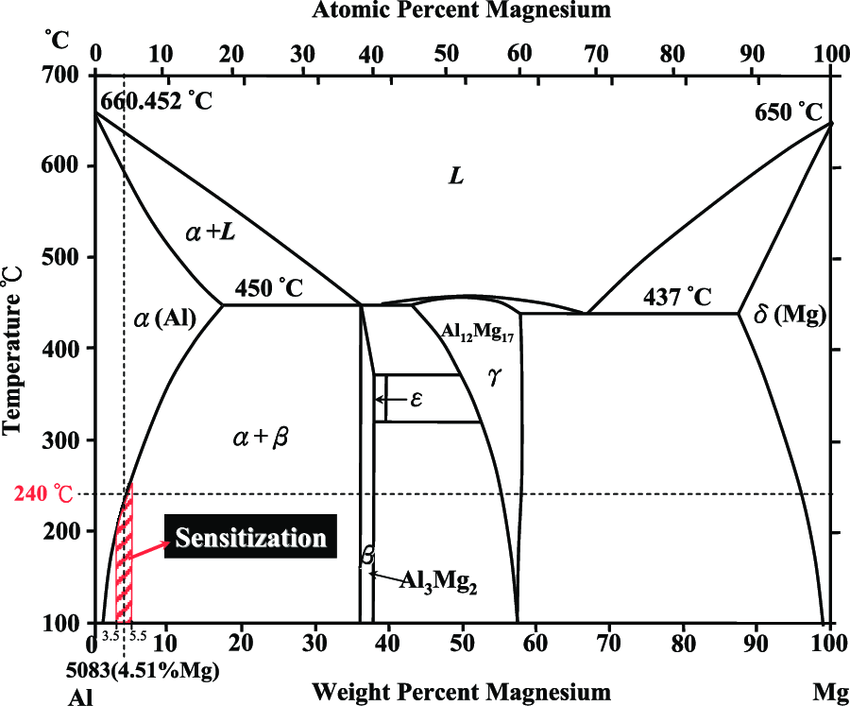 Atomic Percent Magnesium
°C
0 10 20 30 40 50 60 70 80 90 100
700
660.452 °C
650 °C
600
L
α+L
500
450 °C
437 °C
α (Al)
δ (Mg)
Al12Mg17
400
γ
ε
Temperature °C
α + β
300
240 ℃
200
Sensitization
β
Al3Mg2
100
0 3.5 5.5 10 20 30 40 50 60 70 80 90 100
5083(4.51%Mg)
Al
Weight Percent Magnesium
Mg